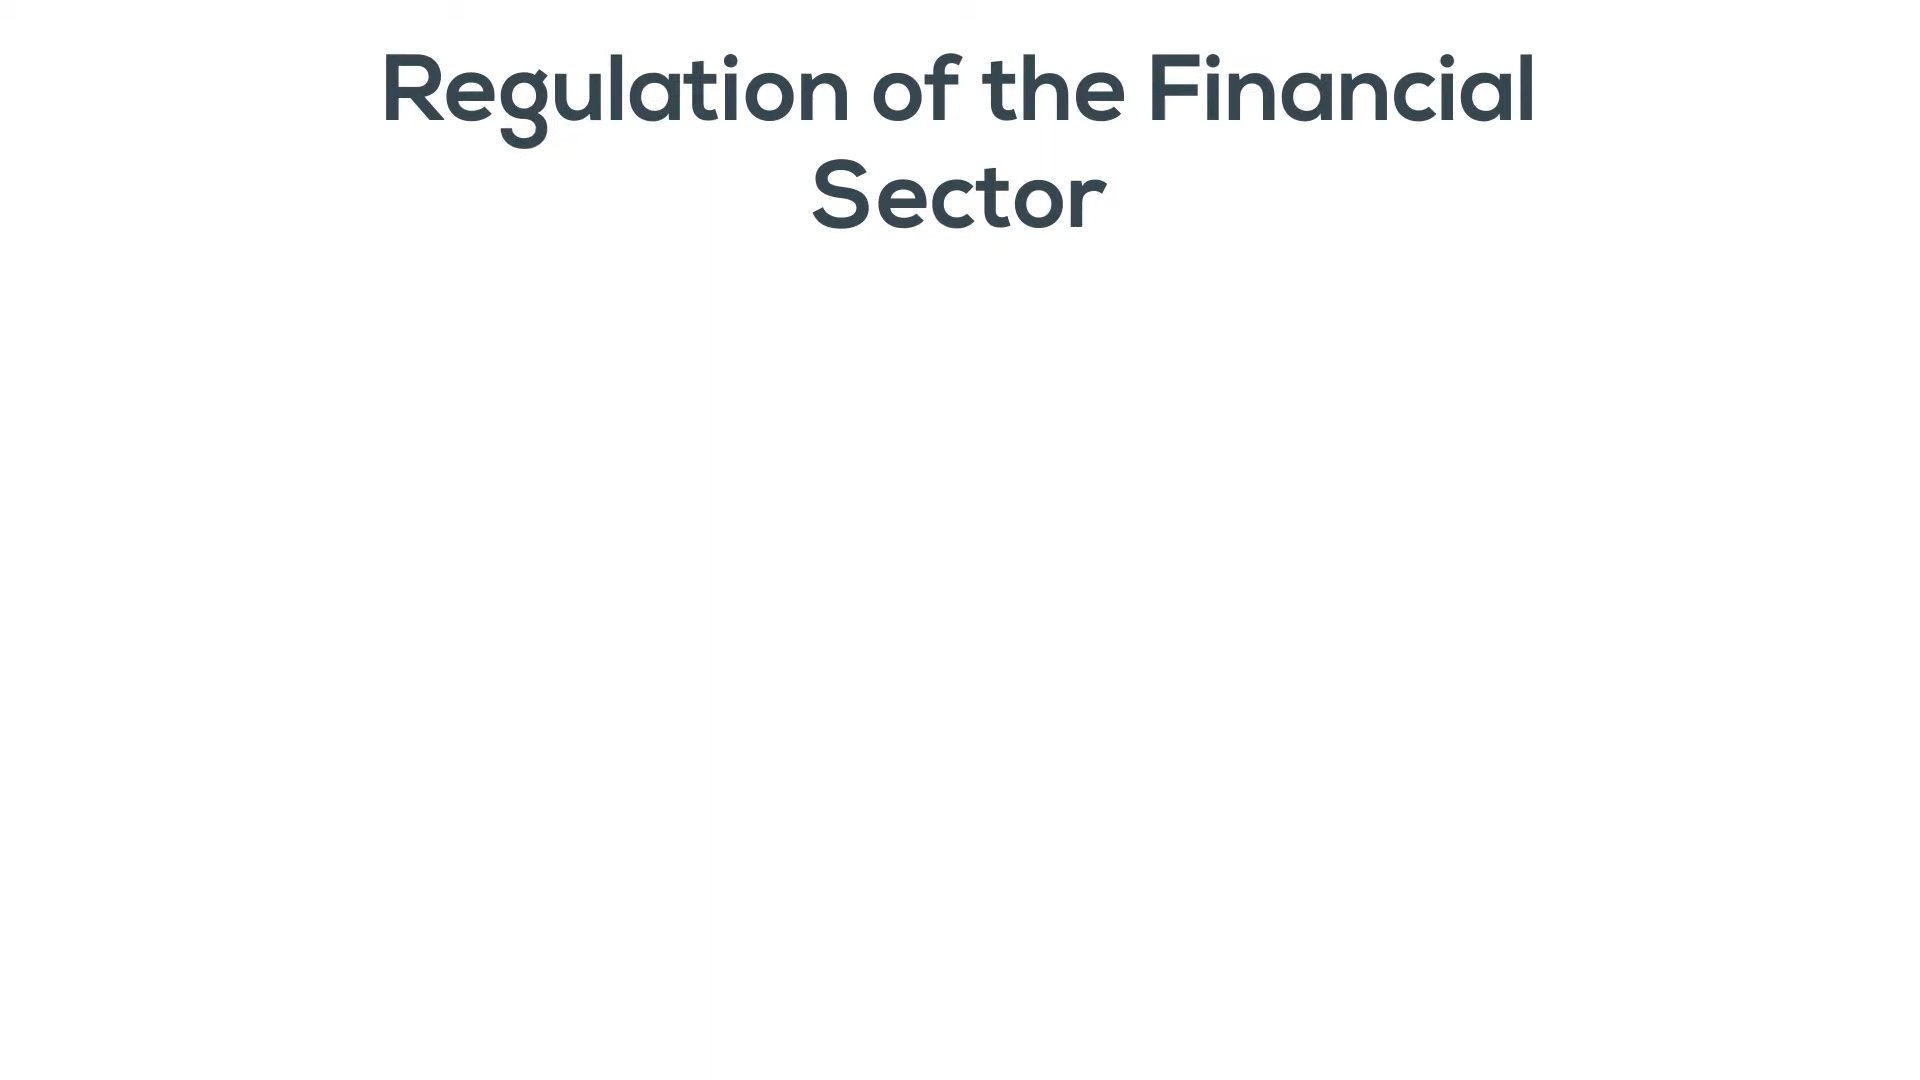 Regulation of the Financial
Sector